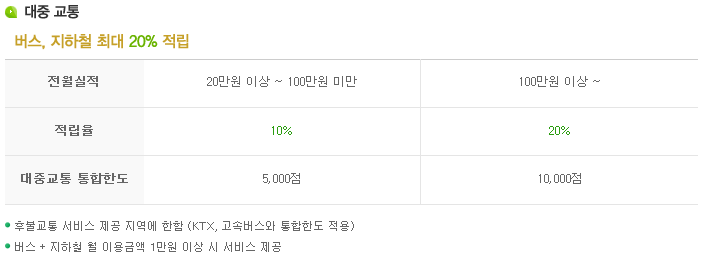 대중 교통
버스, 지하철 최대 20% 적립
전월실적 20만원 이상 ~ 100만원 미만 100만원 이상 ~
적립율 10% 20%
대중교통 통합한도 5,000점 10,000점
후불교통 서비스 제공 지역에 한함 (KTX, 고속버스와 통합한도 적용)
버스 + 지하철 월 이용금액 1만원 이상 시 서비스 제공